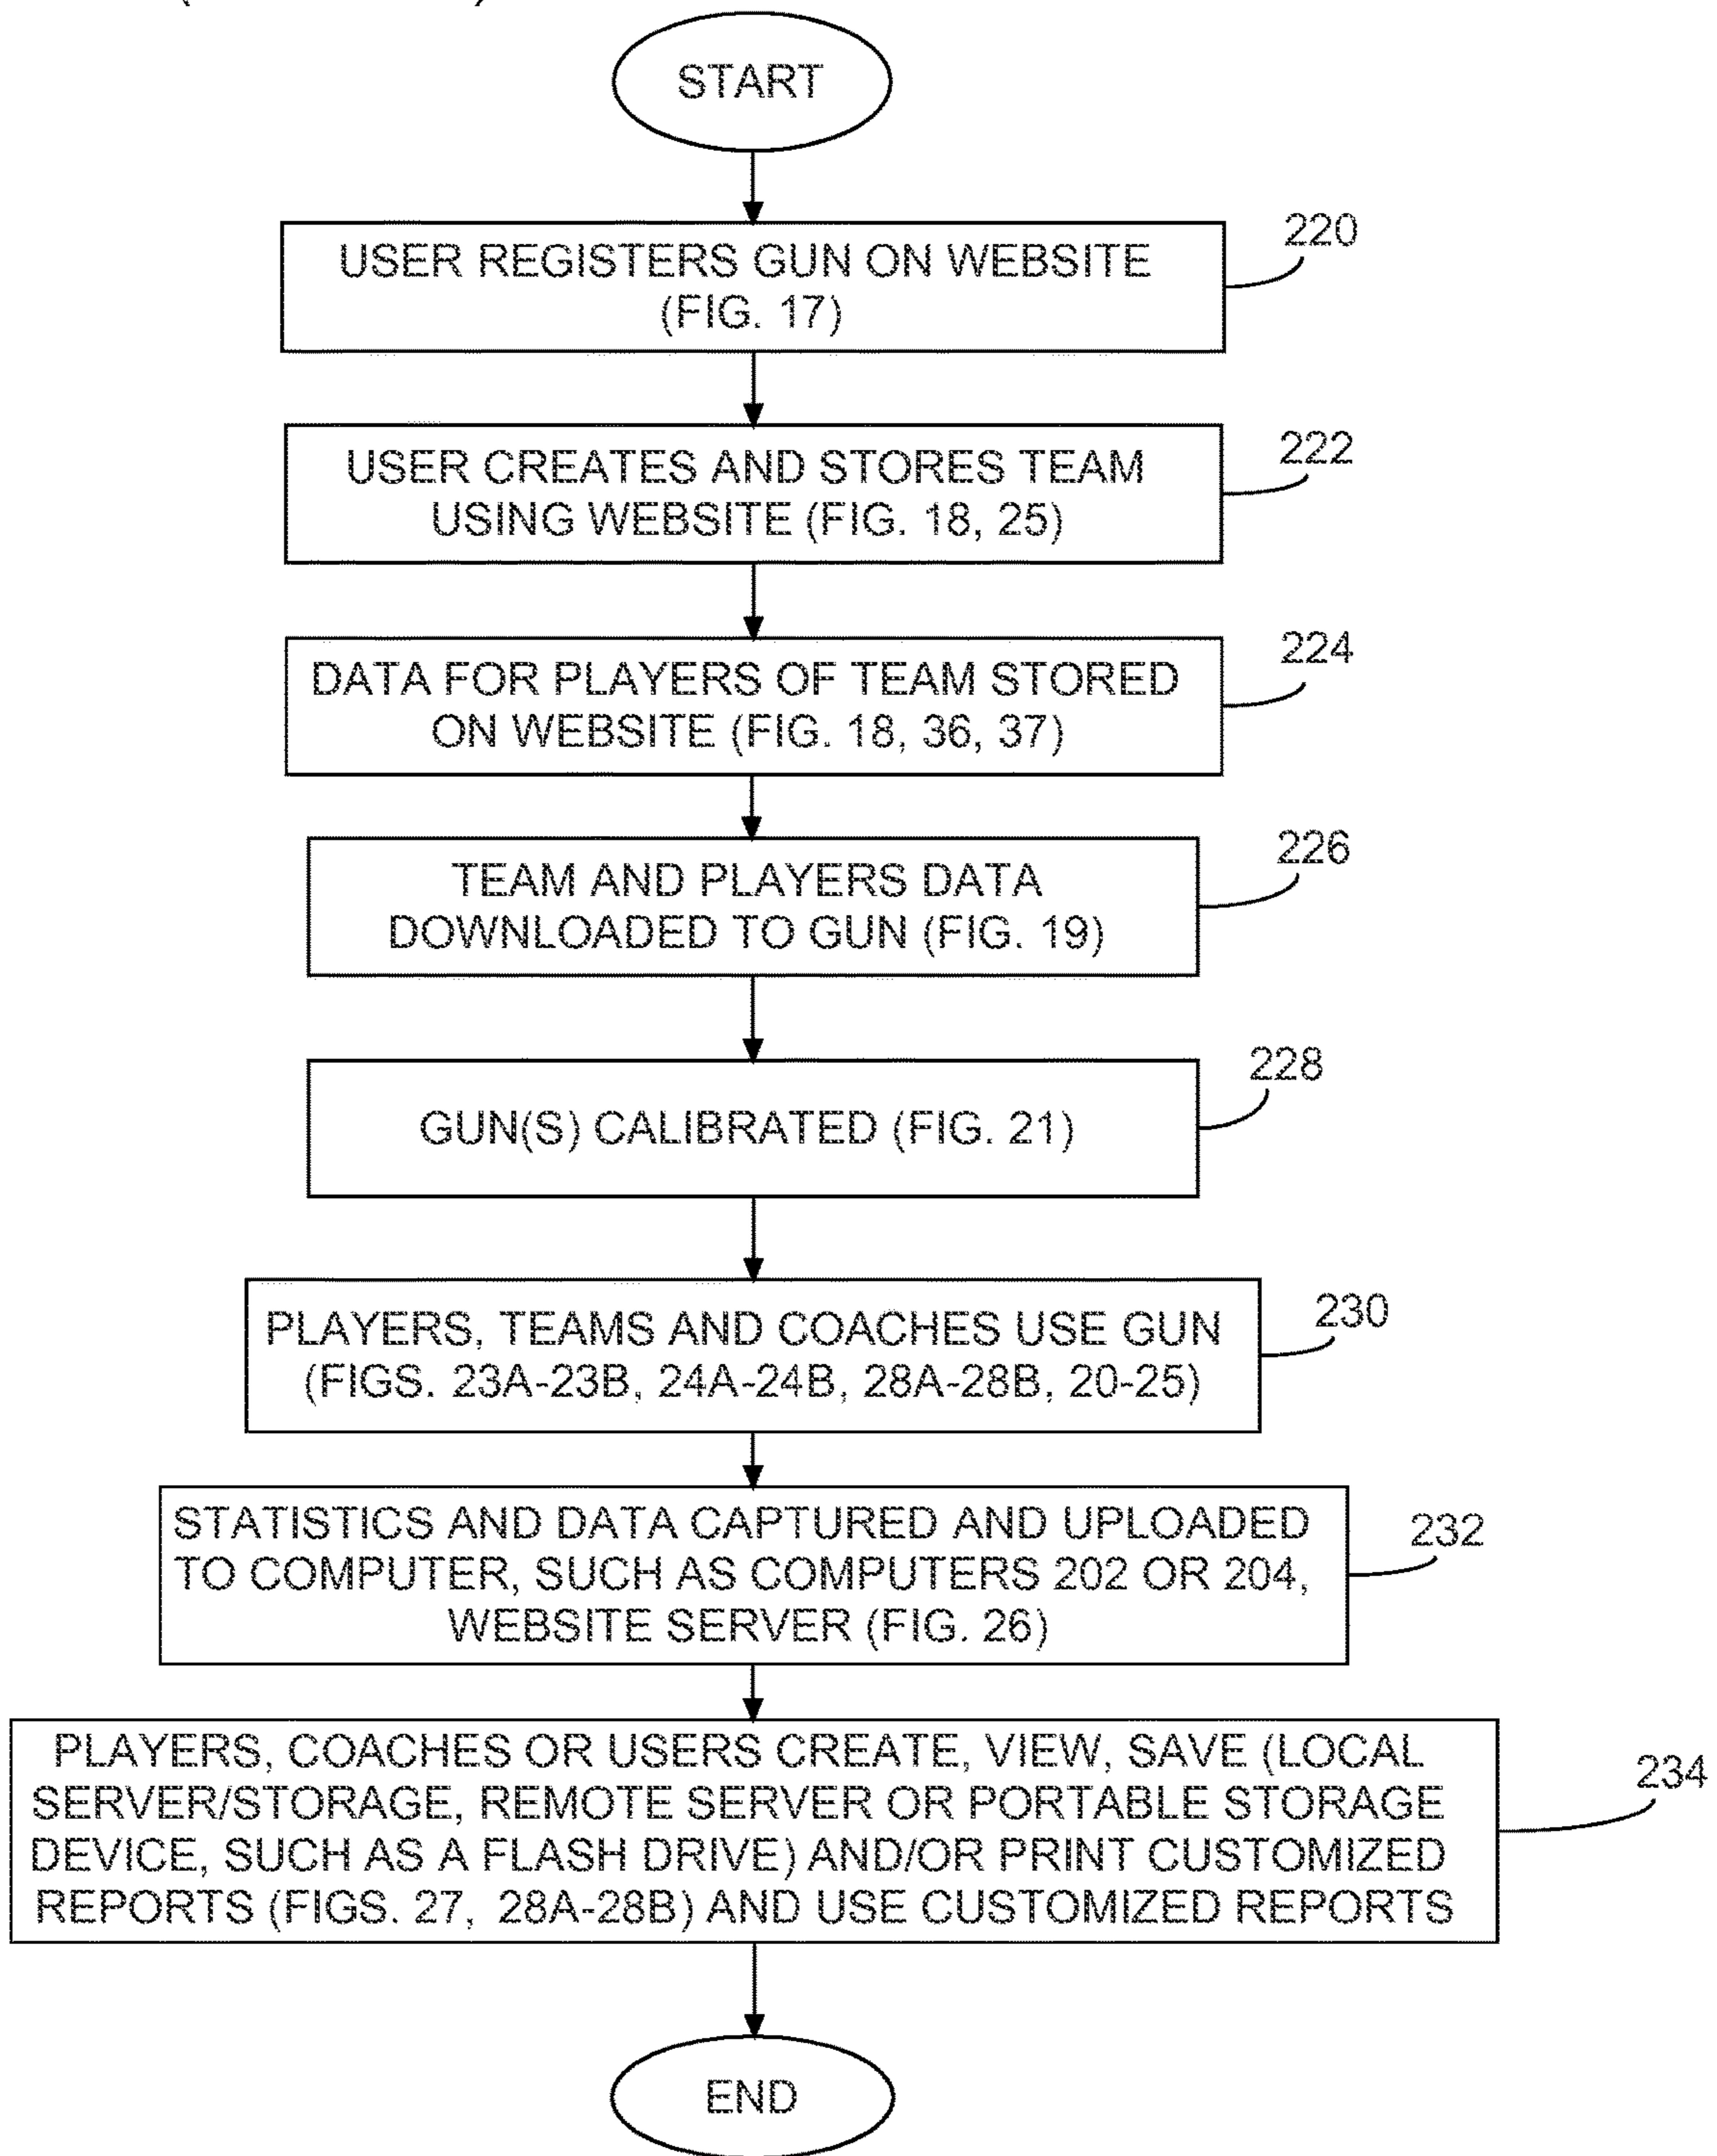 START
USER REGISTERS GUN ON WEBSITE
(FIG. 17)
220
USER CREATES AND STORES TEAM
USING WEBSITE (FIG. 18, 25)
222
DATA FOR PLAYERS OF TEAM STORED
ON WEBSITE (FIG. 18, 36, 37)
224
TEAM AND PLAYERS DATA
DOWNLOADED TO GUN (FIG. 19)
226
GUN(S) CALIBRATED (FIG. 21)
228
PLAYERS, TEAMS AND COACHES USE GUN
(FIGS. 23A-23B, 24A-24B, 28A-28B, 20-25)
230
STATISTICS AND DATA CAPTURED AND UPLOADED
TO COMPUTER, SUCH AS COMPUTERS 202 OR 204,
WEBSITE SERVER (FIG. 26)
232
PLAYERS, COACHES OR USERS CREATE, VIEW, SAVE (LOCAL
SERVER/STORAGE, REMOTE SERVER OR PORTABLE STORAGE
DEVICE, SUCH AS A FLASH DRIVE) AND/OR PRINT CUSTOMIZED
REPORTS (FIGS. 27, 28A-28B) AND USE CUSTOMIZED REPORTS
234
END